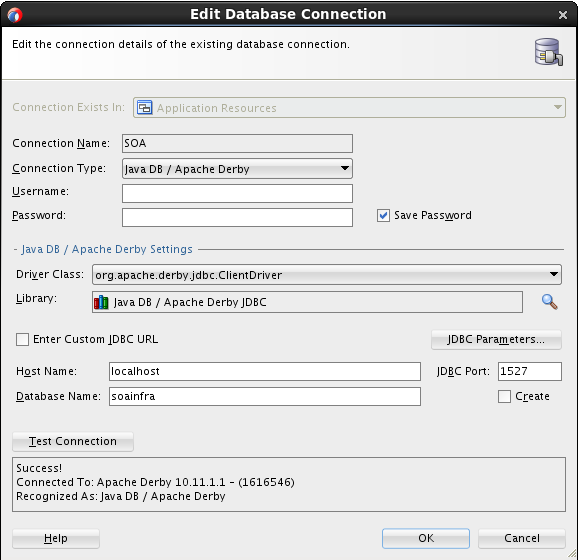 Edit Database Connection
Edit the connection details of the existing database connection.
Connection Exists In: Application Resources
Connection Name: SOA
Connection Type: Java DB / Apache Derby
Username:
Password: Save Password
- Java DB / Apache Derby Settings
Driver Class: org.apache.derby.jdbc.ClientDriver
Library: Java DB / Apache Derby JDBC
Enter Custom JDBC URL JDBC Parameters...
Host Name: localhost JDBC Port: 1527
Database Name: soainfra Create
Test Connection
Success!
Connected To: Apache Derby 10.11.1.1 - (1616546)
Recognized As: Java DB / Apache Derby
Help OK Cancel